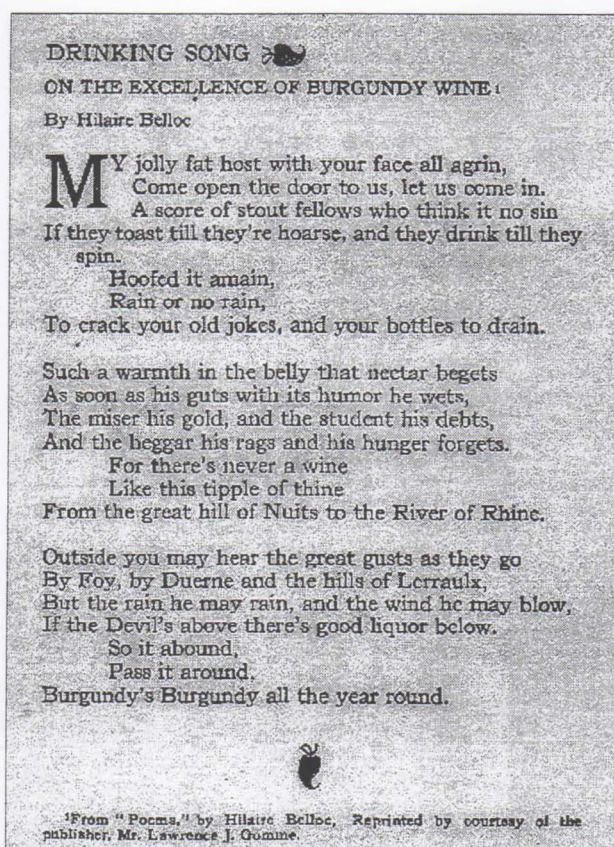 DRINKING SONG
ON THE EXCELLENCE OF BURGUNDY WINE 1
By Hilaire Belloc
MY jolly fat host with your face all agrin,
Come open the door to us, let us come in.
A score of stout fellows who think it no sin
If they toast till they're hoarse, and they drink till they
spin.
Hoofed it amain,
Rain or no rain,
To crack your old jokes, and your bottles to drain.
Such a warmth in the belly that nectar begets
As soon as his guts with its humor he wets,
The miser his gold, and the student his debts,
And the beggar his rags and his hunger forgets.
For there's never a wine
Like this tipple of thine
From the great hill of Nuits to the River of Rhine.
Outside you may hear the great gusts as they go
By Foy, by Duerne and the hills of Lerraulx,
But the rain he may rain, and the wind he may blow,
If the Devil's above there's good liquor below.
So it abound,
Pass it around,
Burgundy's Burgundy all the year round.
1From "Poems," by Hilaire Belloc, Reprinted by courtesy of the
publisher, Mr. Lawrence J. Gomme.